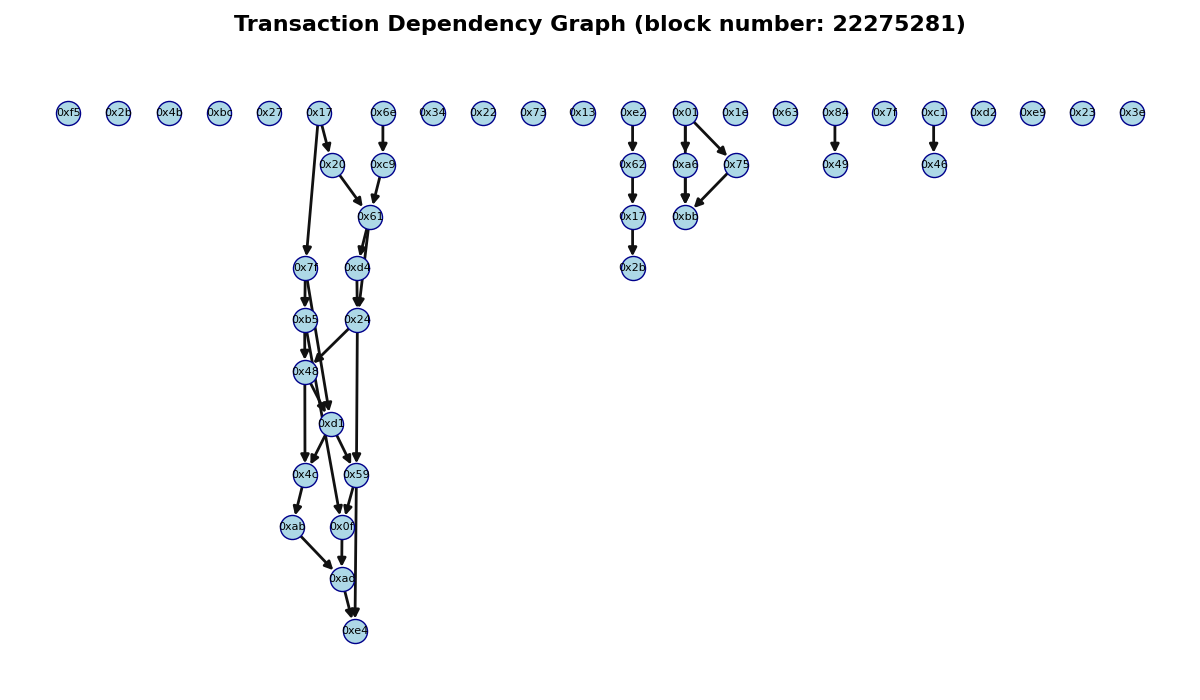 Transaction Dependency Graph (block number: 22275281)
0xf5 0x2b 0x4b 0xbc 0x27 0x17 0x6e 0x34 0x22 0x73 0x13 0xe2 0x01 0x1e 0x63 0x84 0x7f 0xc1 0xd2 0xe9 0x23 0x3e
0x20 0xc9 0x62 0xa6 0x75 0x49 0x46
0x61 0x17 0xbb
0x7f 0xd4 0x2b
0xb5 0x24
0x48
0xd1
0x4c 0x59
0xab 0x0f
0xe4